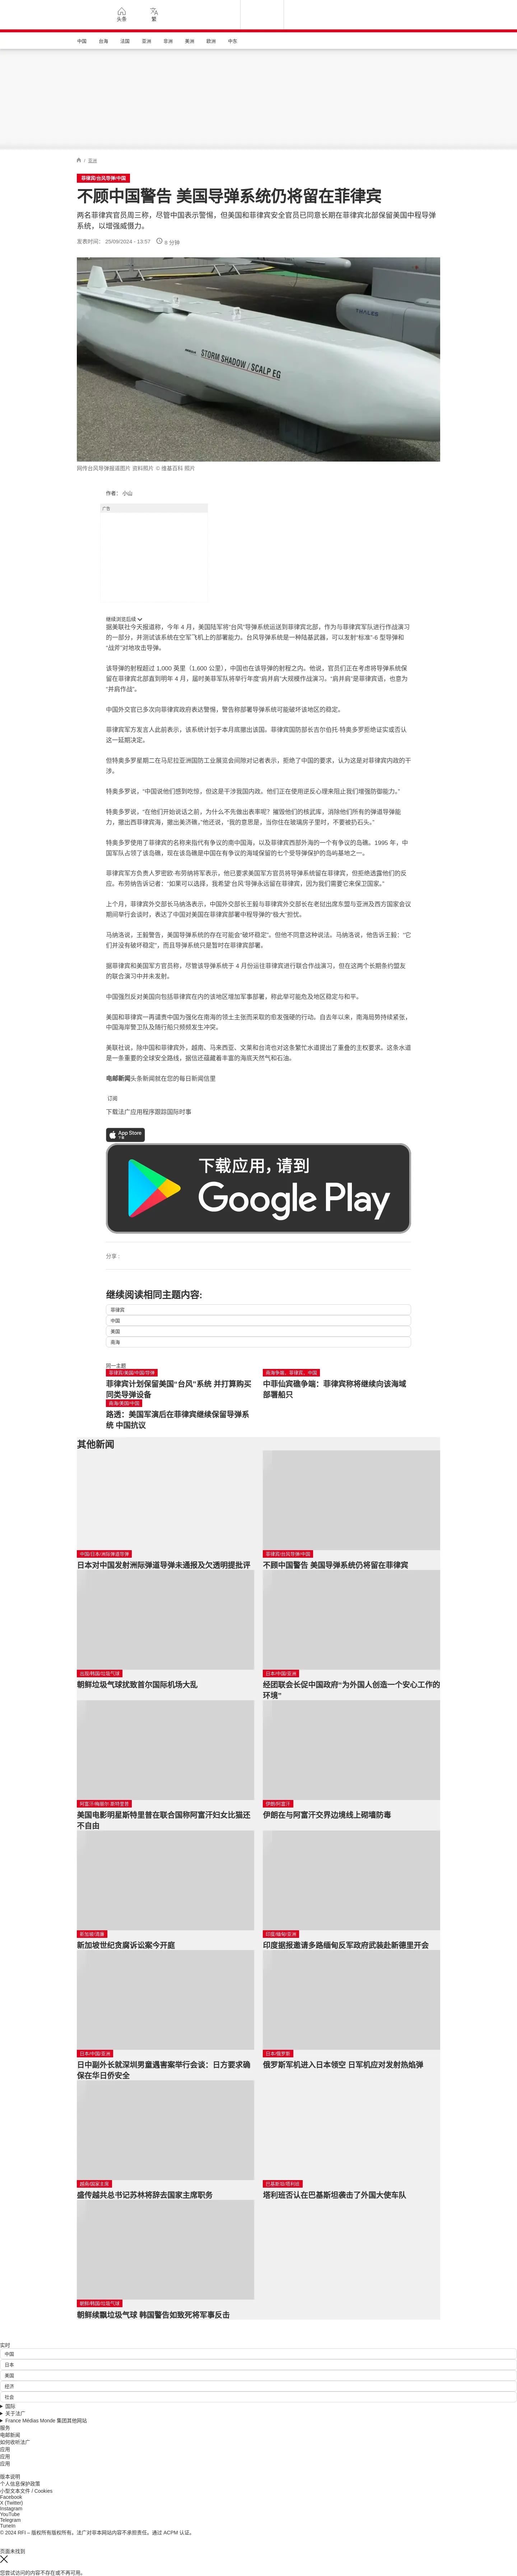 头条
繁
中国
台海
法国
亚洲
非洲
美洲
欧洲
中东
/ 亚洲
菲律宾/台风导弹/中国
不顾中国警告 美国导弹系统仍将留在菲律宾
两名菲律宾官员周三称，尽管中国表示警惕，但美国和菲律宾安全官员已同意长期在菲律宾北部保留美国中程导弹
系统，以增强威慑力。
发表时间： 25/09/2024 - 13:57
6 分钟
STORM SHADOW / SCALP EG
THALES
网传台风导弹报道图片 资料照片 © 维基百科 照片
作者： 小山
广告
继续浏览后续
据美联社今天报道称，今年 4 月，美国陆军将“台风”导弹系统运送到菲律宾北部，作为与菲律宾军队进行作战演习
的一部分，并测试该系统在空军飞机上的部署能力。台风导弹系统是一种陆基武器，可以发射“标准”-6 型导弹和
“战斧”对地攻击导弹。
该导弹的射程超过 1,000 英里（1,600 公里），中国也在该导弹的射程之内。他说，官员们正在考虑将导弹系统保
留在菲律宾北部直到明年 4 月，届时美菲军队将举行年度“肩并肩”大规模作战演习。“肩并肩”是菲律宾语，也意为
“并肩作战”。
中国外交官已多次向菲律宾政府表达警惕，警告称部署导弹系统可能破坏该地区的稳定。
菲律宾军方发言人此前表示，该系统计划于本月底撤出该国。菲律宾国防部长吉尔伯托·特奥多罗拒绝证实或否认
这一延期决定。
但特奥多罗星期二在马尼拉亚洲国防工业展览会间隙对记者表示，拒绝了中国的要求，认为这是对菲律宾内政的干
涉。
特奥多罗说，“中国说他们感到吃惊，但这是干涉我国内政。他们正在使用逆反心理来阻止我们增强防御能力。”
特奥多罗说，“在他们开始说话之前，为什么不先做出表率呢？摧毁他们的核武库，消除他们所有的弹道导弹能
力，撤出西菲律宾海，撤出美济礁。”他还说，“我的意思是，当你住在玻璃房子里时，不要被扔石头。”
特奥多罗使用了菲律宾的名称来指代有争议的南中国海，以及菲律宾西部外海的一个有争议的岛礁。1995 年，中
国军队占领了该岛礁，现在该岛礁是中国在有争议的海域保留的七个受导弹保护的岛屿基地之一。
菲律宾军方负责人罗密欧·布劳纳将军表示，他已要求美国军方官员将导弹系统留在菲律宾，但拒绝透露他们的反
应。布劳纳告诉记者：“如果可以选择，我希望‘台风’导弹永远留在菲律宾，因为我们需要它来保卫国家。”
上个月，菲律宾外交部长马纳洛表示，中国外交部长王毅与菲律宾外交部长在老挝出席东盟与亚洲及西方国家会议
期间举行会谈时，表达了中国对美国在菲律宾部署中程导弹的“极大”担忧。
马纳洛说，王毅警告，美国导弹系统的存在可能会“破坏稳定”。但他不同意这种说法。马纳洛说，他告诉王毅：“它
们并没有破坏稳定”，而且导弹系统只是暂时在菲律宾部署。
据菲律宾和美国军方官员称，尽管该导弹系统于 4 月份运往菲律宾进行联合作战演习，但在这两个长期条约盟友
的联合演习中并未发射。
中国强烈反对美国向包括菲律宾在内的该地区增加军事部署，称此举可能危及地区稳定与和平。
美国和菲律宾一再谴责中国为强化在南海的领土主张而采取的愈发强硬的行动。自去年以来，南海局势持续紧张，
中国海岸警卫队及随行船只频频发生冲突。
美联社说，除中国和菲律宾外，越南、马来西亚、文莱和台湾也对这条繁忙水道提出了重叠的主权要求。这条水道
是一条重要的全球安全路线，据信还蕴藏着丰富的海底天然气和石油。
电邮新闻头条新闻就在您的每日新闻信里
订阅
下载法广应用程序跟踪国际时事
App Store
下载
下载应用，请到
Google Play
分享 :
继续阅读相同主题内容:
菲律宾
中国
美国
南海
同一主题
菲律宾/美国/中国/导弹
菲律宾计划保留美国“台风”系统 并打算购买
同类导弹设备
南海争端、菲律宾、中国
中菲仙宾礁争端：菲律宾称将继续向该海域
部署船只
南海/美国/中国
路透：美国军演后在菲律宾继续保留导弹系
统 中国抗议
其他新闻
中国/日本/洲际弹道导弹
日本对中国发射洲际弹道导弹未通报及欠透明提批评
菲律宾/台风导弹/中国
不顾中国警告 美国导弹系统仍将留在菲律宾
垃圾/韩国/垃圾气球
朝鲜垃圾气球扰致首尔国际机场大乱
日本/中国/亚洲
经团联会长促中国政府“为外国人创造一个安心工作的
环境”
阿富汗/梅丽尔·斯特里普
美国电影明星斯特里普在联合国称阿富汗妇女比猫还
不自由
伊朗/阿富汗
伊朗在与阿富汗交界边境线上砌墙防毒
新加坡/贪腐
新加坡世纪贪腐诉讼案今开庭
印度/缅甸/亚洲
印度据报邀请多路缅甸反军政府武装赴新德里开会
日本/中国/亚洲
日中副外长就深圳男童遇害案举行会谈：日方要求确
保在华日侨安全
日本/俄罗斯
俄罗斯军机进入日本领空 日军机应对发射热焰弹
越南/国家主席
盛传越共总书记苏林将辞去国家主席职务
巴基斯坦/塔利班
塔利班否认在巴基斯坦袭击了外国大使车队
朝鲜/韩国/垃圾气球
朝鲜续飘垃圾气球 韩国警告如致死将军事反击
实时
中国
日本
美国
经济
社会
国际
关于法广
France Médias Monde 集团其他网站
服务
电邮新闻
如何收听法广
应用
应用
应用
版本说明
个人信息保护政策
小型文本文件 / Cookies
Facebook
X (Twitter)
Instagram
YouTube
Telegram
TuneIn
© 2024 RFI – 版权所有版权所有。法广对非本网站内容不承担责任。通过 ACPM 认证。
页面未找到
您尝试访问的内容不存在或不再可用。